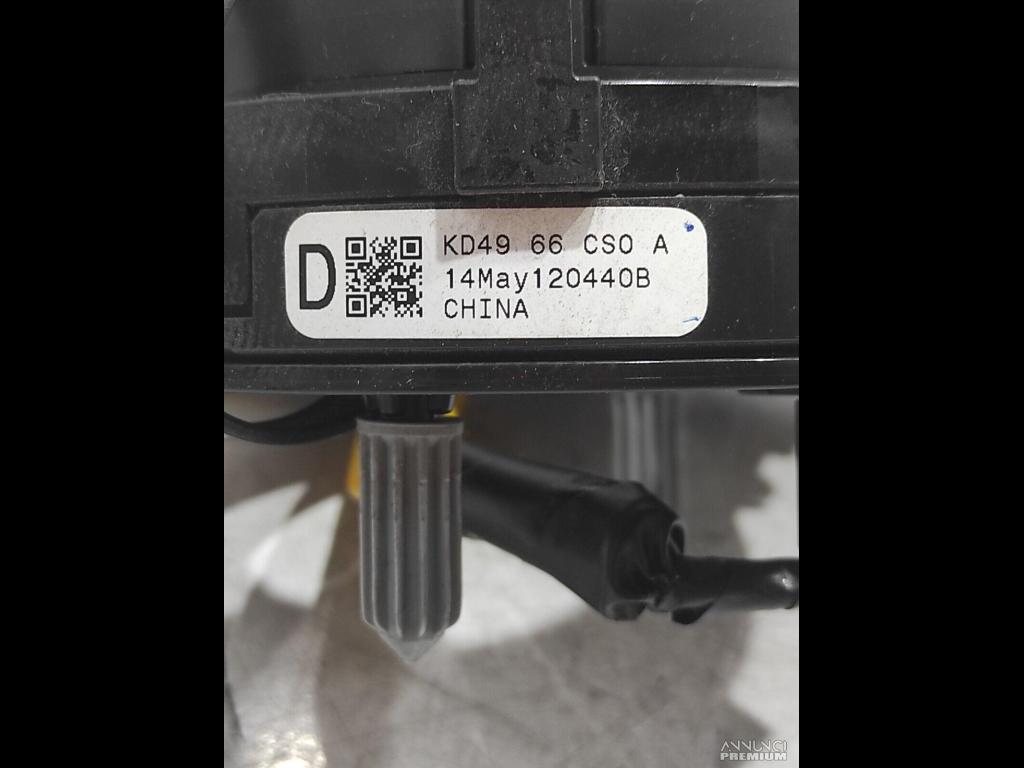 D
KD49 66 CS0 A
14May120440B
CHINA
ANNUNCI
PREMIUM